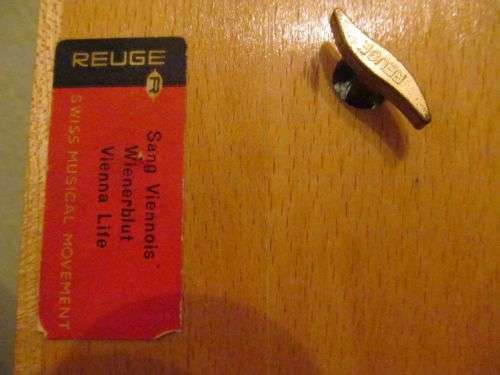 REUGE
R
SWISS MUSICAL MOVEMENT
Sang Viennois
Wienerblut
Vienna Life
REUGE